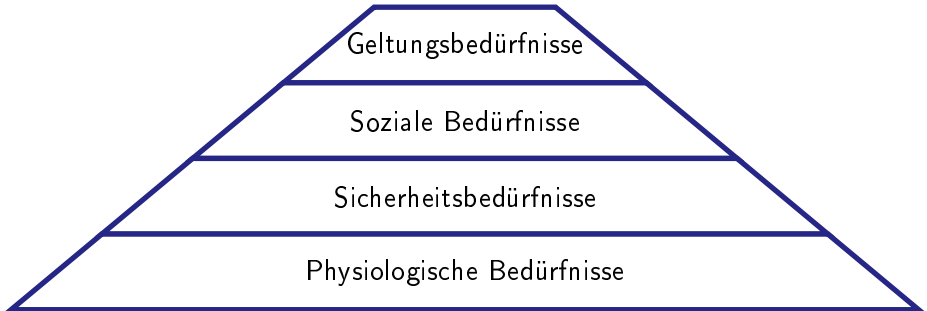 Geltungsbedürfnisse
Soziale Bedürfnisse
Sicherheitsbedürfnisse
Physiologische Bedürfnisse